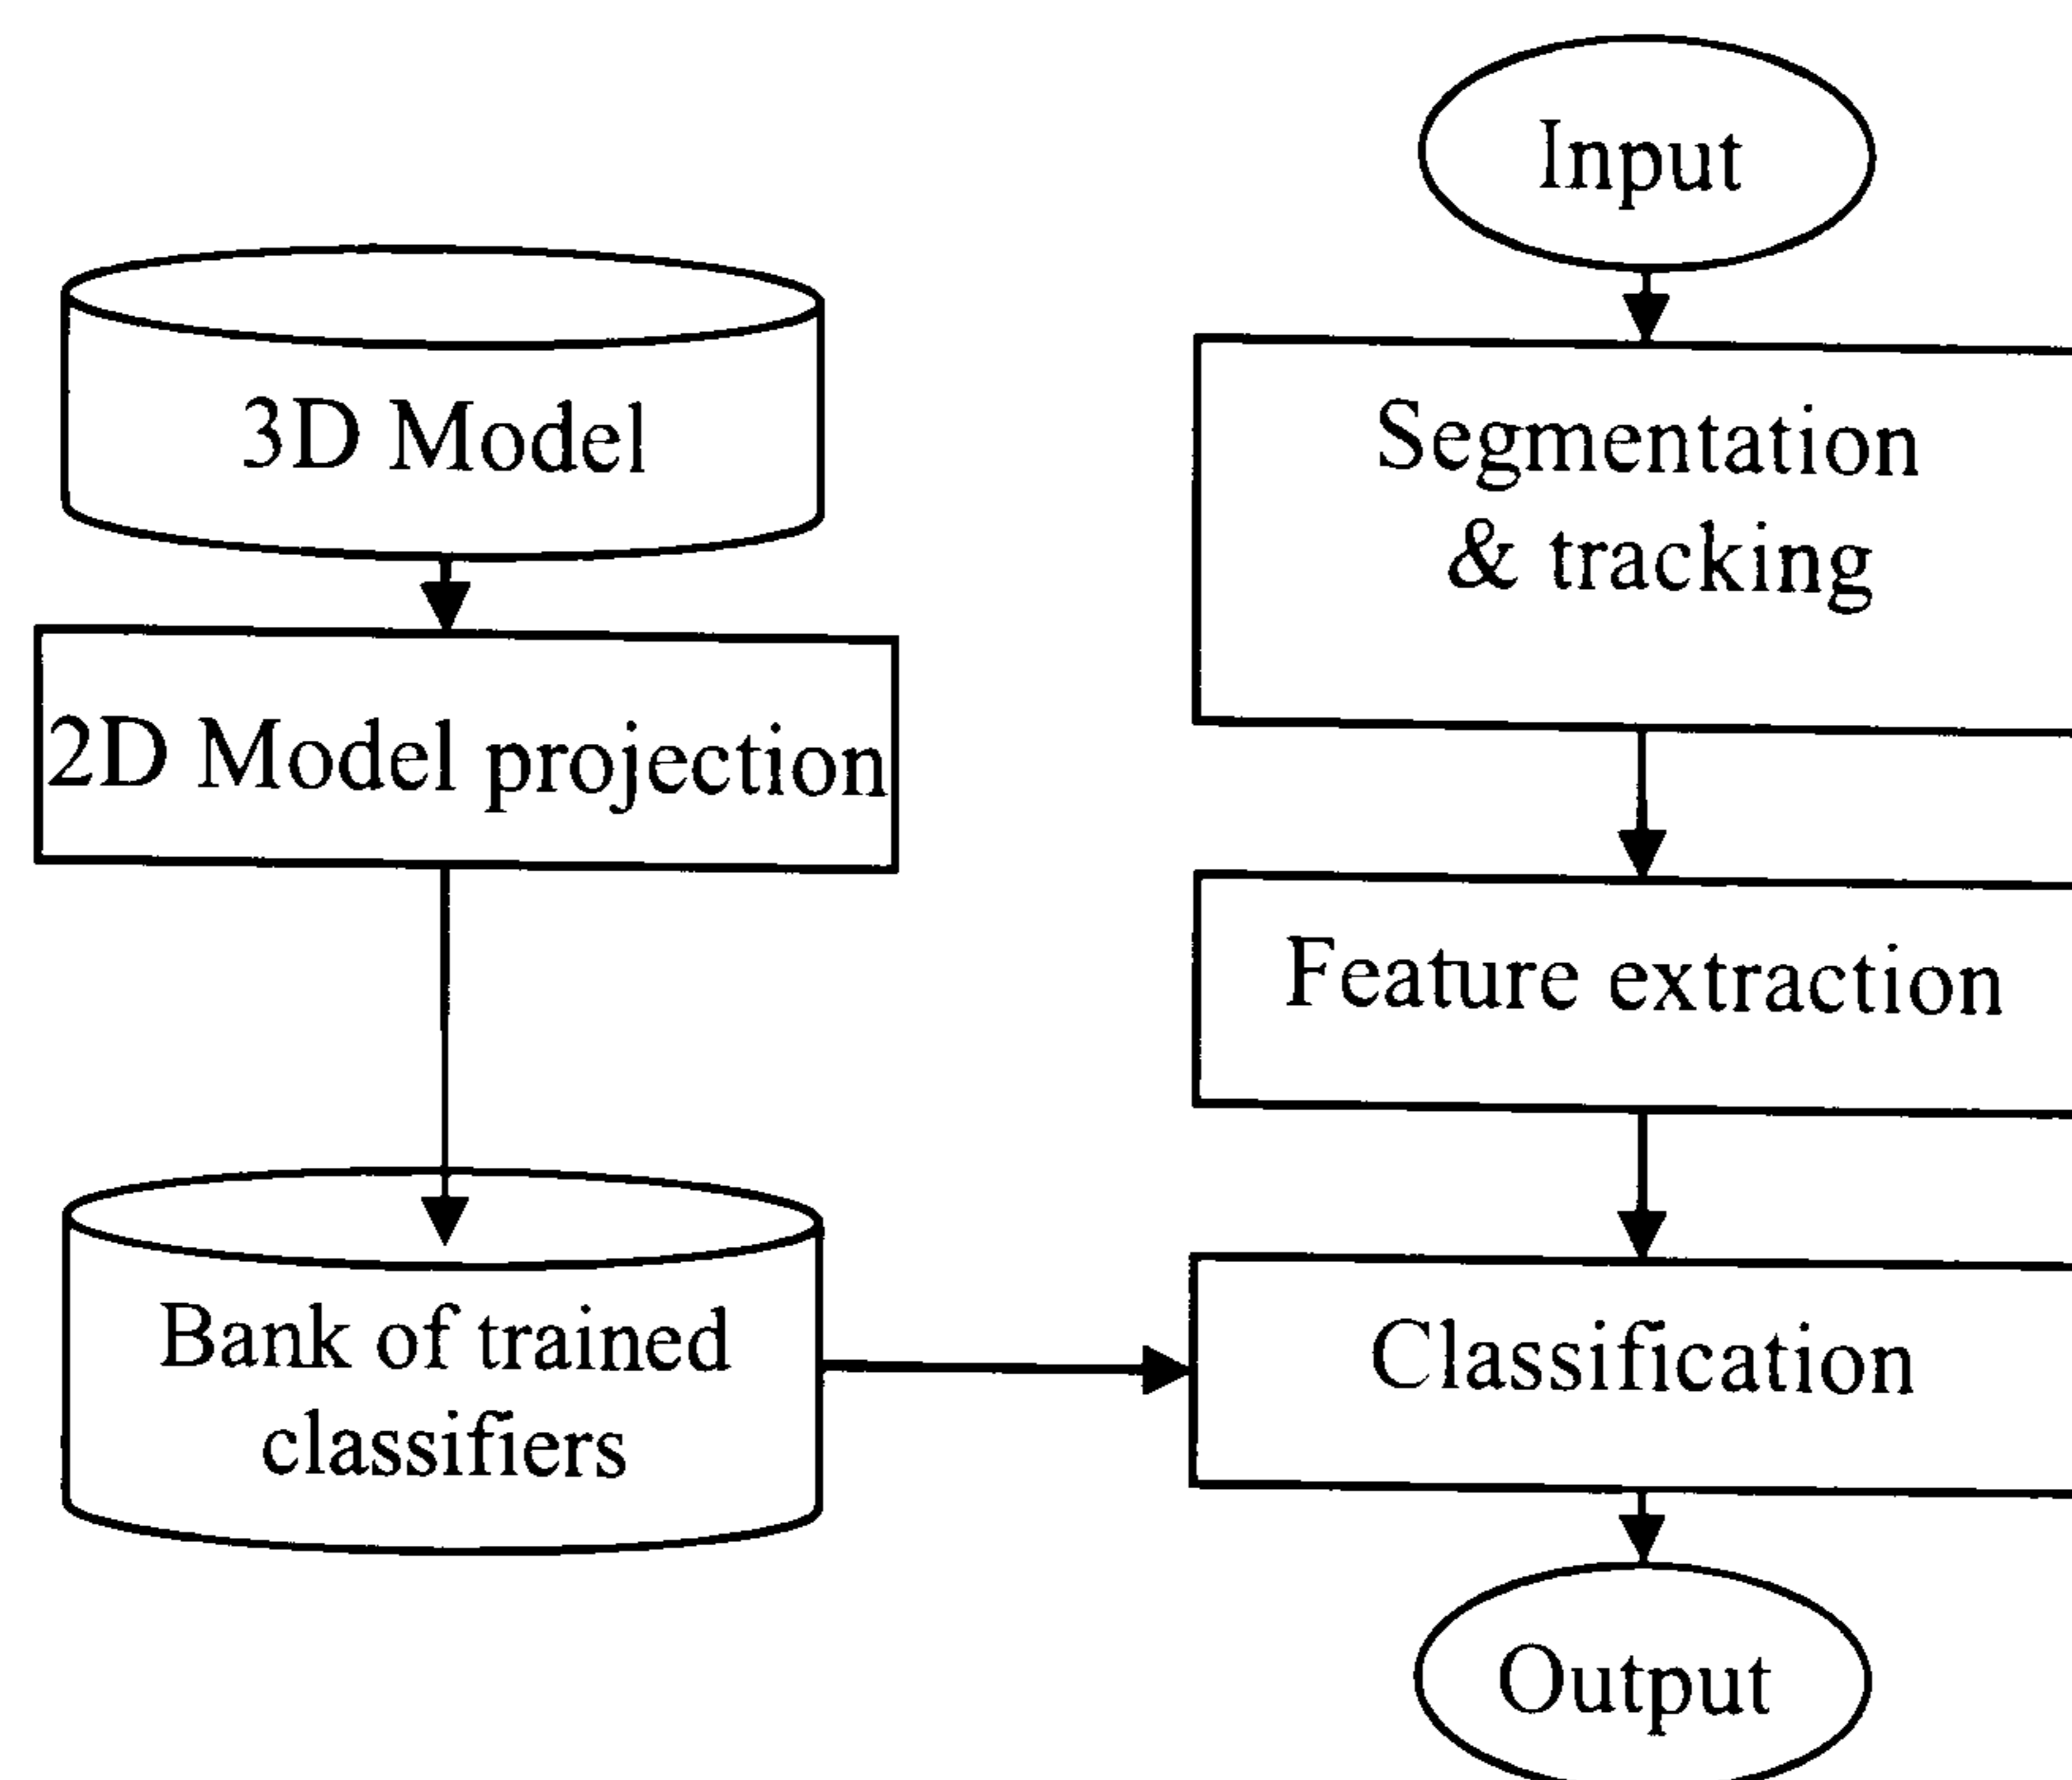 Input
3D Model
Segmentation
& tracking
2D Model projection
Feature extraction
Bank of trained
classifiers
Classification
Output